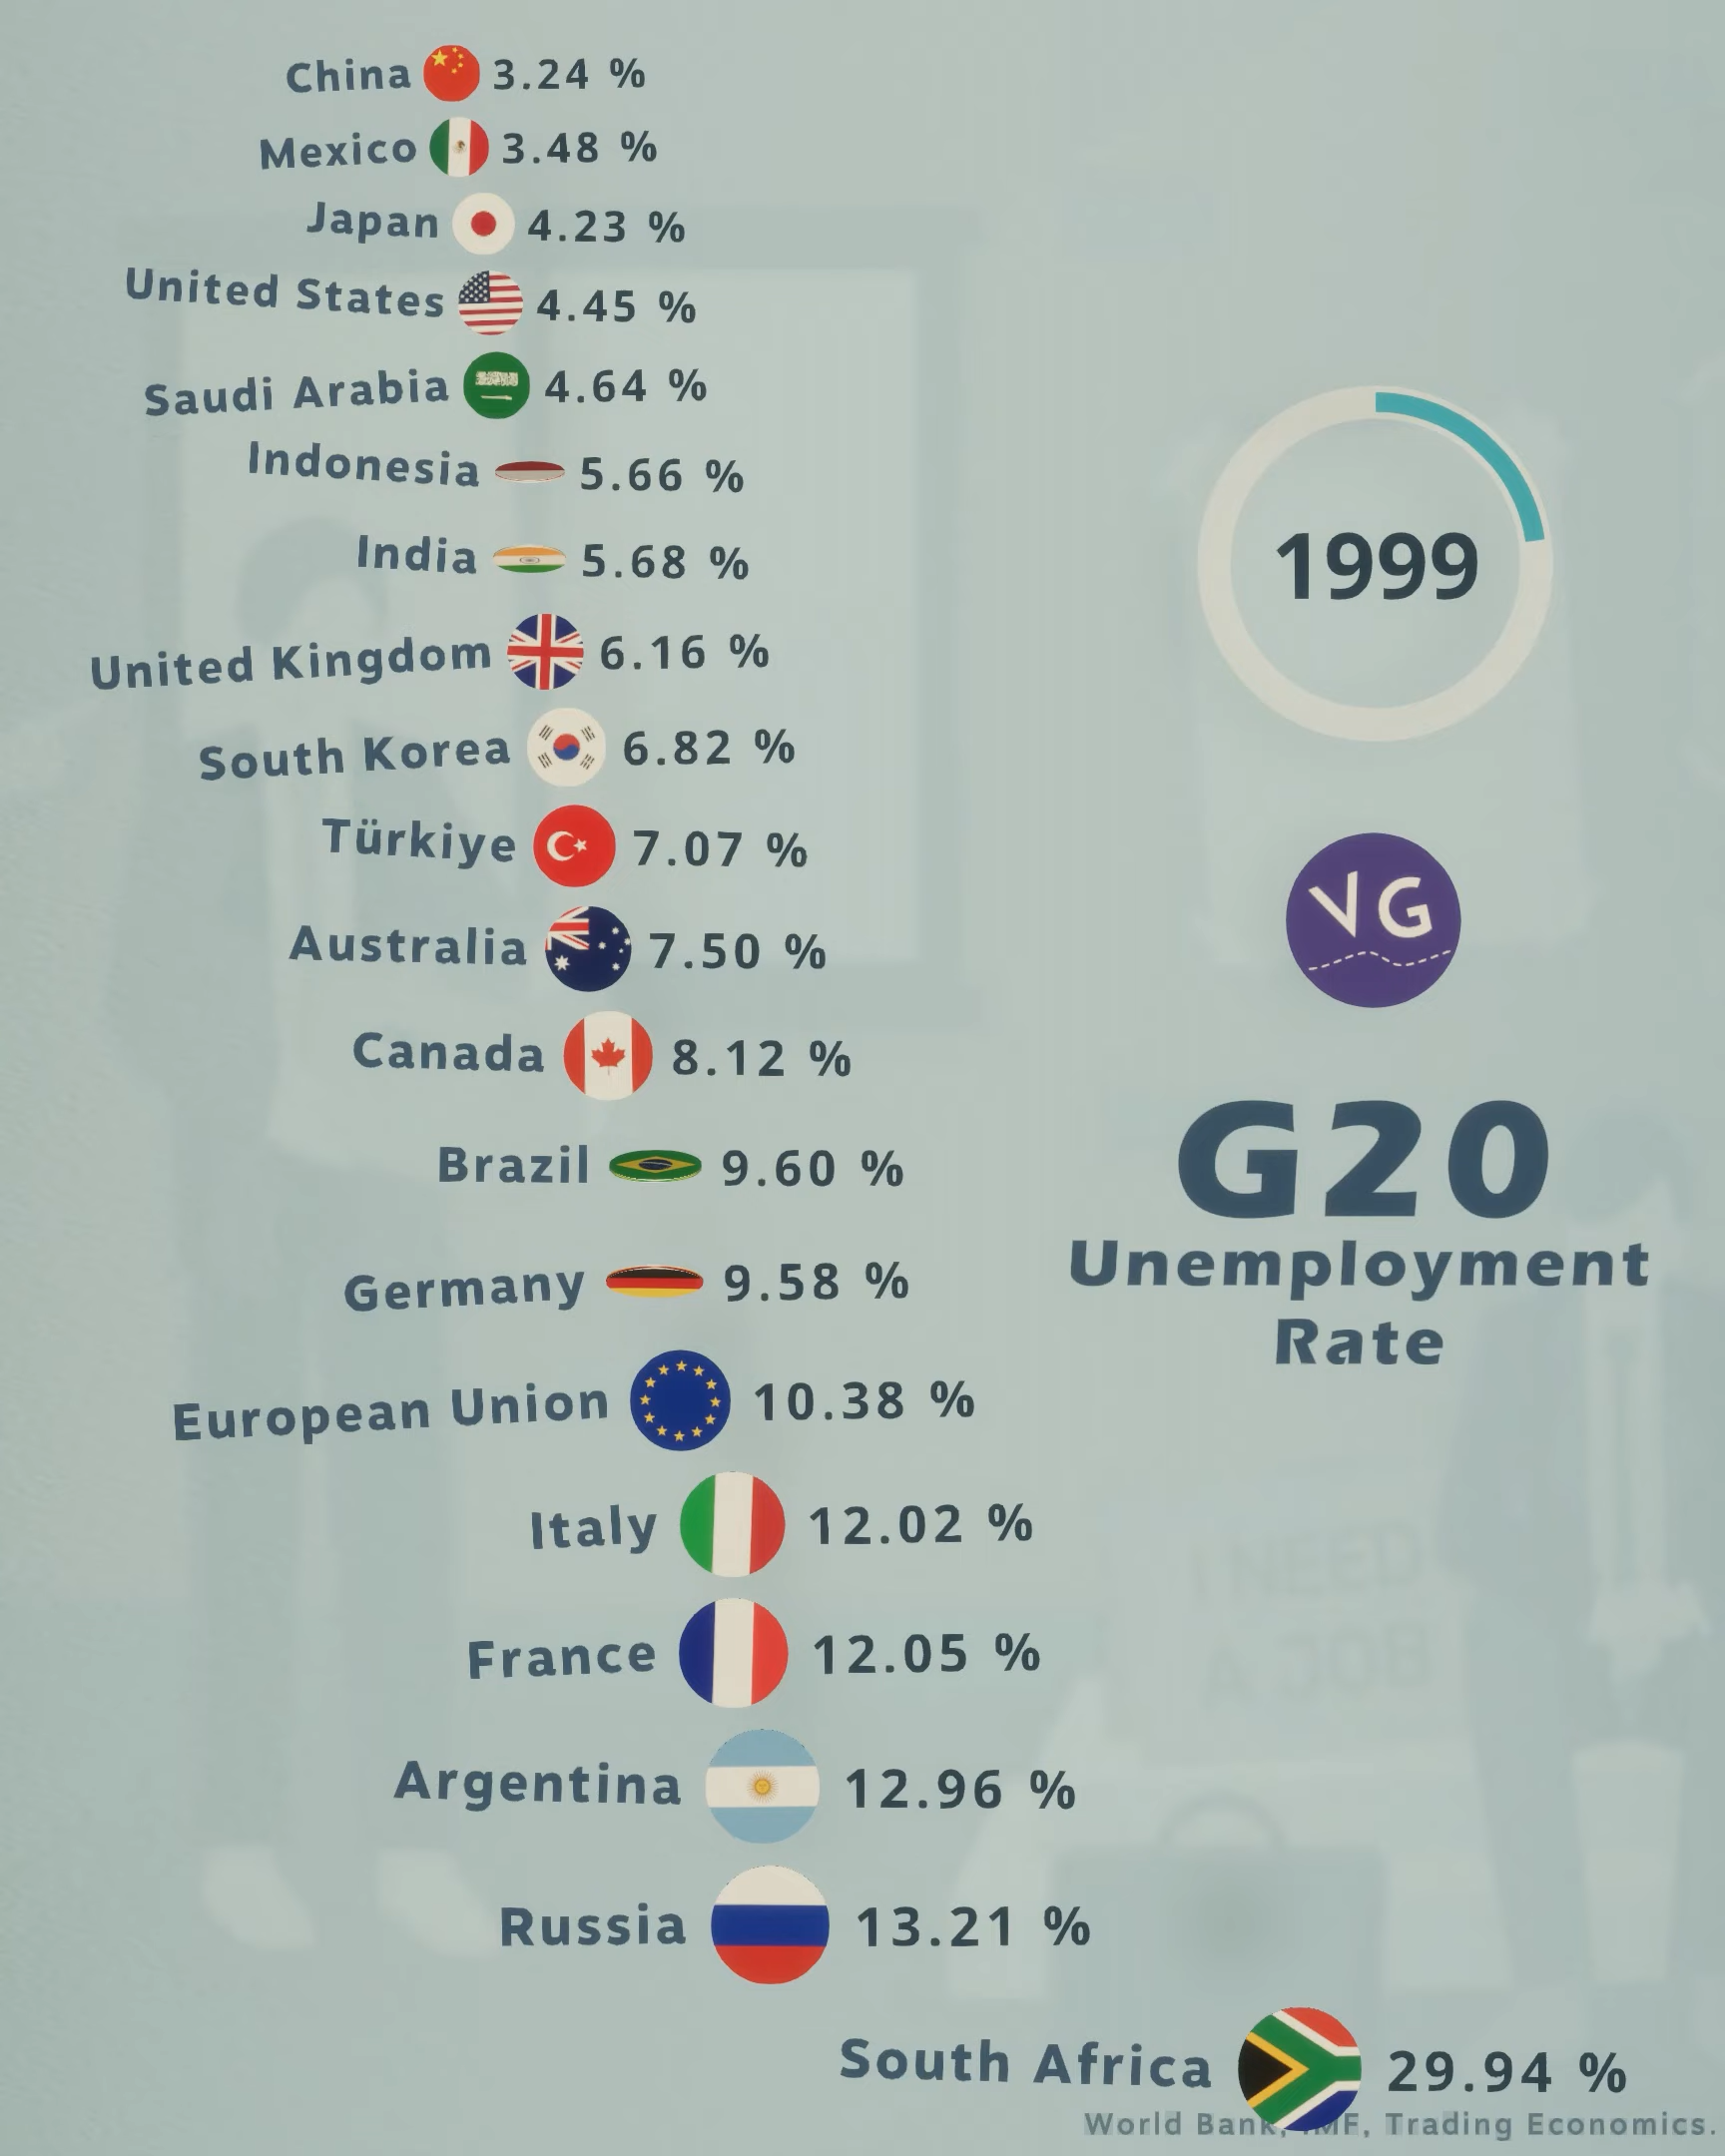 China 3.24 %
Mexico 3.48 %
Japan 4.23 %
United States 4.45 %
Saudi Arabia 4.64 %
Indonesia 5.66 %
India 5.68 %
United Kingdom 6.16 %
South Korea 6.82 %
Türkiye 7.07 %
Australia 7.50 %
Canada 8.12 %
Brazil 9.60 %
Germany 9.58 %
European Union 10.38 %
Italy 12.02 %
France 12.05 %
Argentina 12.96 %
Russia 13.21 %
South Africa 29.94 %
1999
VG
G20
Unemployment
Rate
NEED
A JOB
World Bank, IMF, Trading Economics.